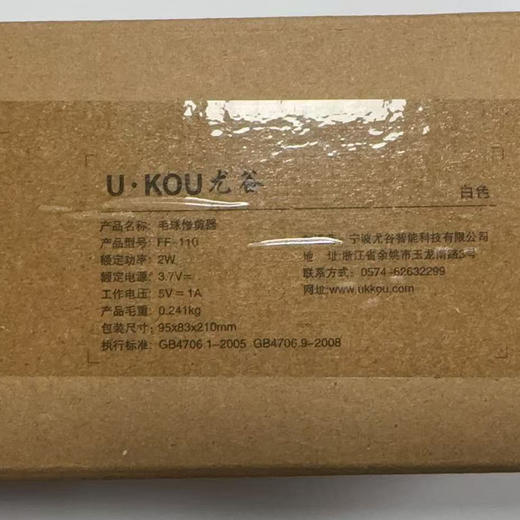 U·KOU尤谷
白色
产品名称：毛球修剪器
产品型号：FF-110
额定功率：2W
额定电源：3.7V⎓
工作电压：5V⎓1A
产品毛重：0.241kg
包装尺寸：95x83x210mm
执行标准：GB4706.1-2005 GB4706.9-2008
宁波尤谷智能科技有限公司
地 址:浙江省余姚市玉龙南路3号
联系方式：0574-62632299
网址:www.ukkou.com